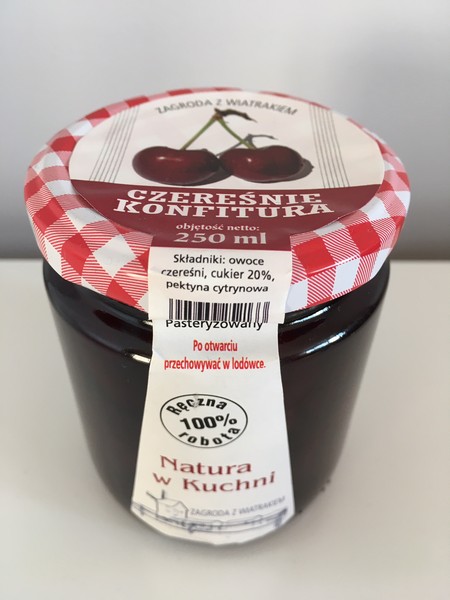 ZAGRODA Z WIATRAKIEM
CZEREŚNIE
KONFITURA
objętość netto:
250 ml
Składniki: owoce
czereśni, cukier 20%,
pektyna cytrynowa
Pasteryzowany
Po otwarciu
przechowywać w lodówce.
Ręczna
100%
robota
Natura
w Kuchni
ZAGRODA Z WIATRAKIEM